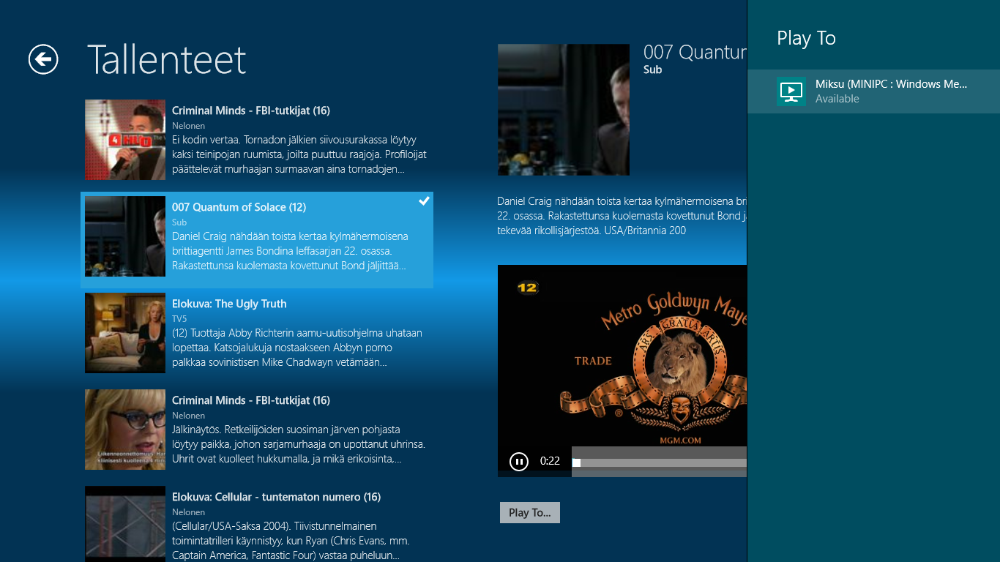 Tallenteet
Criminal Minds - FBI-tutkijat (16)
Nelonen
Ei kodin vertaa. Tornadon jälkien siivousurakassa löytyy
kaksi teinipojan ruumista, joilta puuttuu raajoja. Profiloijat
päättelevät murhaajan surmaavan aina tornadojen...
007 Quantum of Solace (12)
Sub
Daniel Craig nähdään toista kertaa kylmähermoisena
brittiagentti James Bondina leffasarjan 22. osassa.
Rakastettunsa kuolemasta kovettunut Bond jäljittää...
Elokuva: The Ugly Truth
TV5
(12) Tuottaja Abby Richterin aamu-uutisohjelma uhataan
lopettaa. Katsojalukuja nostaakseen Abbyn pomo
palkkaa sovinistisen Mike Chadwayn vetämään...
Criminal Minds - FBI-tutkijat (16)
Nelonen
Jälkinäytös. Retkeilijöiden suosiman järven pohjasta
löytyy paikka, johon sarjamurhaaja on upottanut uhrinsa.
Uhrit ovat kuolleet hukkumalla, ja mikä erikoisinta,...
Liikenneonnettomuus. Han
kliinisesti kuolleena 4 min
Elokuva: Cellular - tuntematon numero (16)
Nelonen
(Cellular/USA-Saksa 2004). Tiivistunnelmainen
toimintatrilleri käynnistyy, kun Ryan (Chris Evans, mm.
Captain America, Fantastic Four) vastaa puheluun...
007 Quantum
Sub
Daniel Craig nähdään toista kertaa kylmähermoisena bri
22. osassa. Rakastettunsa kuolemasta kovettunut Bond j
tekevää rikollisjärjestöä. USA/Britannia 200
12
Metro Goldwyn Maye
ARS GRATIA ARTIS
TRADE
®
MGM.COM
0:22
Play To...
Play To
Miksu (MINIPC : Windows Me...
Available